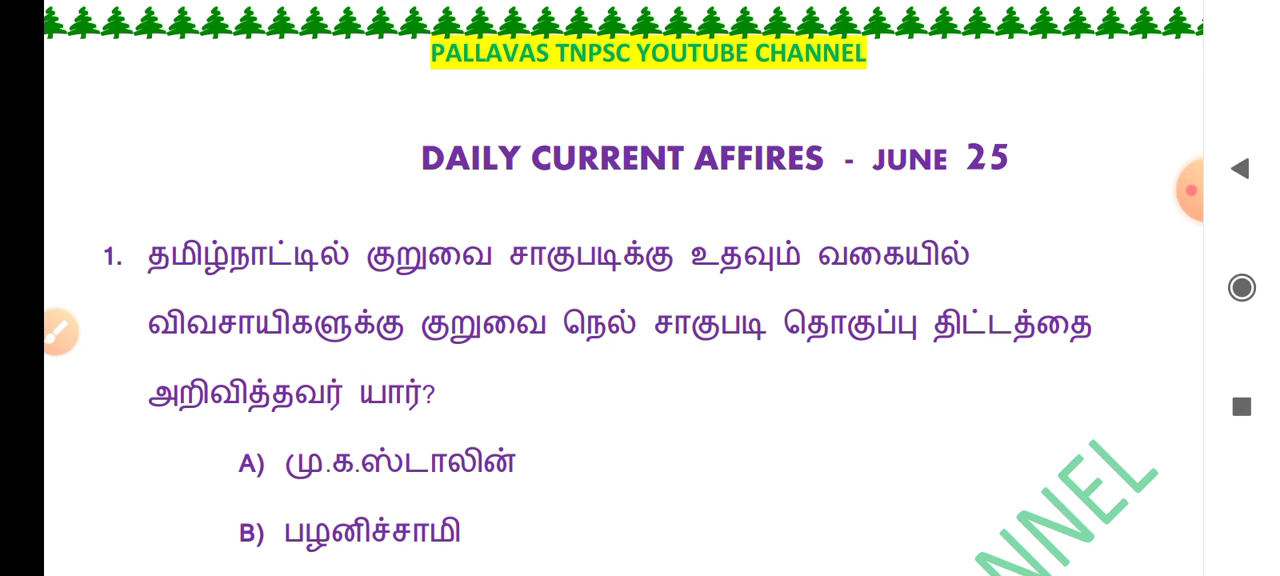 PALLAVAS TNPSC YOUTUBE CHANNEL
DAILY CURRENT AFFIRES - JUNE 25
1. தமிழ்நாட்டில் குறுவை சாகுபடிக்கு உதவும் வகையில்
விவசாயிகளுக்கு குறுவை நெல் சாகுபடி தொகுப்பு திட்டத்தை
அறிவித்தவர் யார்?
A) மு.க.ஸ்டாலின்
B) பழனிச்சாமி